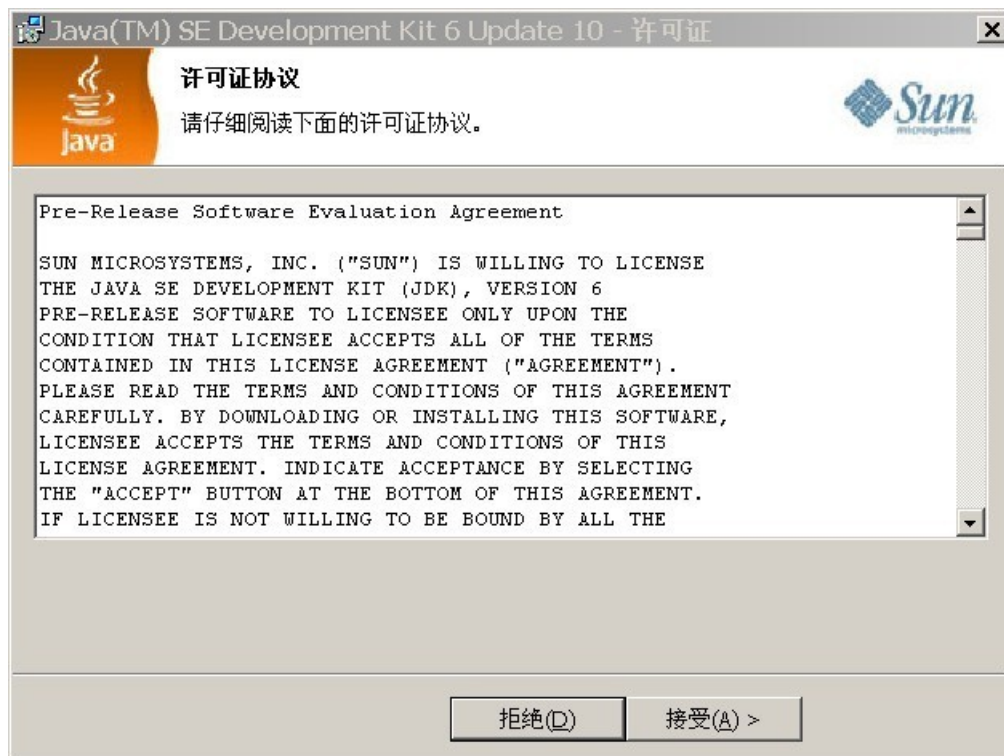 Java(TM) SE Development Kit 6 Update 10 - 许可证
许可证协议
请仔细阅读下面的许可证协议。
Java
Sun
microsystems
Pre-Release Software Evaluation Agreement
SUN MICROSYSTEMS, INC. ("SUN") IS WILLING TO LICENSE
THE JAVA SE DEVELOPMENT KIT (JDK), VERSION 6
PRE-RELEASE SOFTWARE TO LICENSEE ONLY UPON THE
CONDITION THAT LICENSEE ACCEPTS ALL OF THE TERMS
CONTAINED IN THIS LICENSE AGREEMENT ("AGREEMENT").
PLEASE READ THE TERMS AND CONDITIONS OF THIS AGREEMENT
CAREFULLY. BY DOWNLOADING OR INSTALLING THIS SOFTWARE,
LICENSEE ACCEPTS THE TERMS AND CONDITIONS OF THIS
LICENSE AGREEMENT. INDICATE ACCEPTANCE BY SELECTING
THE "ACCEPT" BUTTON AT THE BOTTOM OF THIS AGREEMENT.
IF LICENSEE IS NOT WILLING TO BE BOUND BY ALL THE
拒绝(D)
接受(A) >